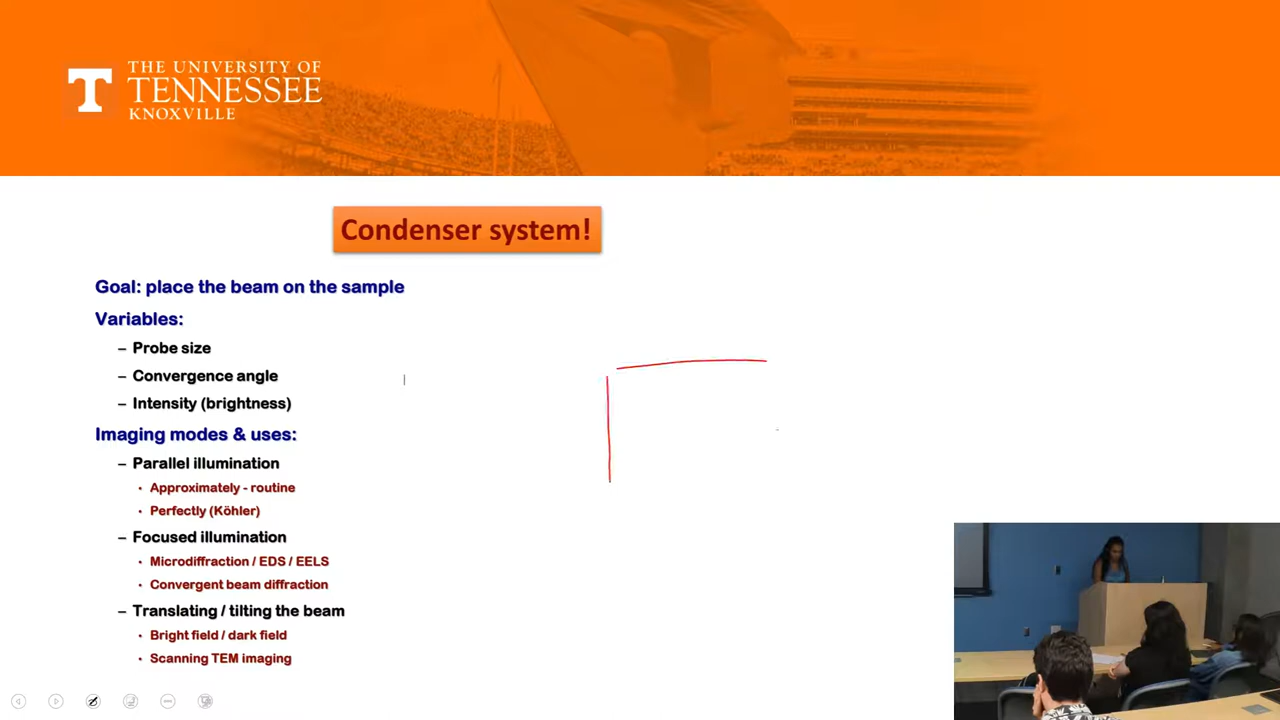 THE UNIVERSITY OF
TENNESSEE
KNOXVILLE
Condenser system!
Goal: place the beam on the sample
Variables:
– Probe size
– Convergence angle
– Intensity (brightness)
Imaging modes & uses:
– Parallel illumination
• Approximately - routine
• Perfectly (Köhler)
– Focused illumination
• Microdiffraction / EDS / EELS
• Convergent beam diffraction
– Translating / tilting the beam
• Bright field / dark field
• Scanning TEM imaging